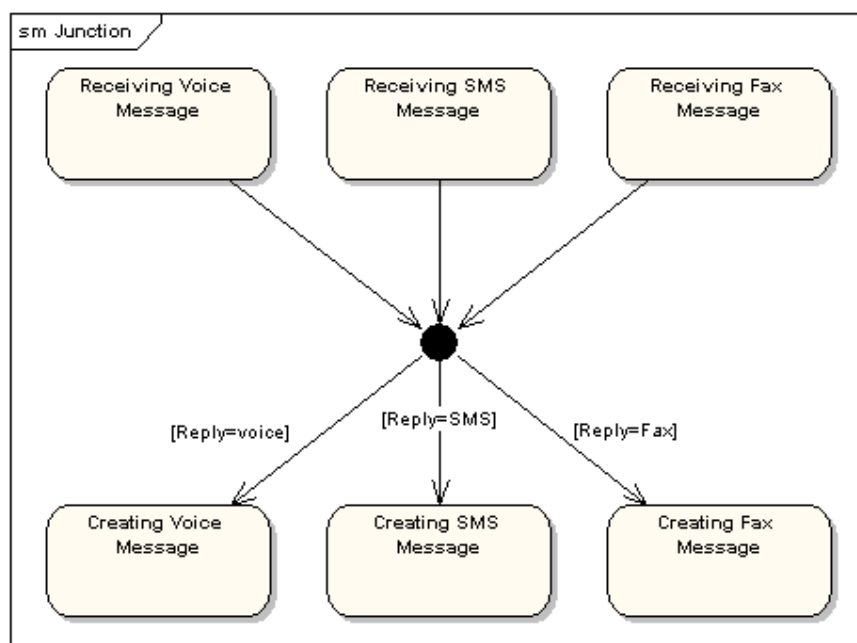 sm Junction
Receiving Voice
Message
Receiving SMS
Message
Receiving Fax
Message
[Reply=voice]
[Reply=SMS]
[Reply=Fax]
Creating Voice
Message
Creating SMS
Message
Creating Fax
Message